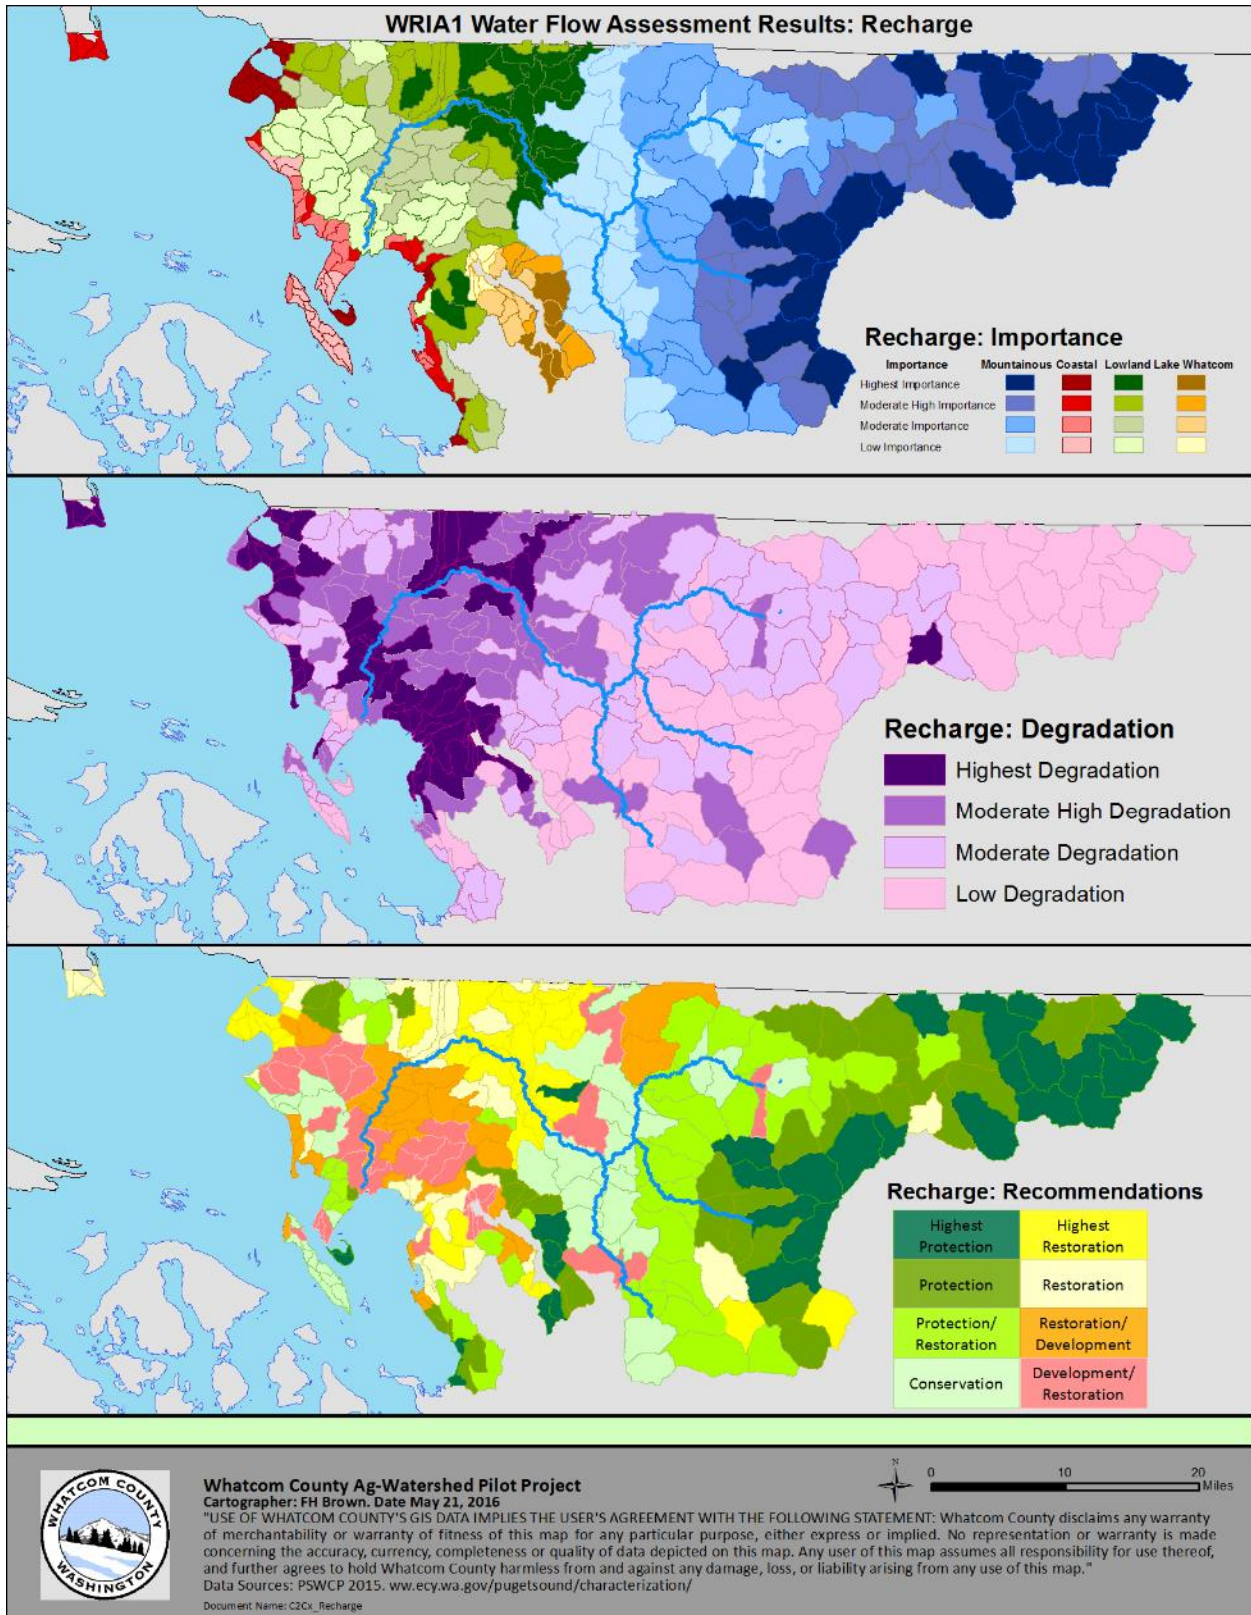 WRIA1 Water Flow Assessment Results: Recharge
Recharge: Importance
Importance Mountainous Coastal Lowland Lake Whatcom
Highest Importance
Moderate High Importance
Moderate Importance
Low Importance
Recharge: Degradation
Highest Degradation
Moderate High Degradation
Moderate Degradation
Low Degradation
Recharge: Recommendations
Highest Protection
Highest Restoration
Protection
Restoration
Protection/ Restoration
Restoration/ Development
Conservation
Development/ Restoration
WHATCOM COUNTY
WASHINGTON
Whatcom County Ag-Watershed Pilot Project
Cartographer: FH Brown. Date May 21, 2016
N
0 10 20
Miles
"USE OF WHATCOM COUNTY'S GIS DATA IMPLIES THE USER'S AGREEMENT WITH THE FOLLOWING STATEMENT: Whatcom County disclaims any warranty
of merchantability or warranty of fitness of this map for any particular purpose, either express or implied. No representation or warranty is made
concerning the accuracy, currency, completeness or quality of data depicted on this map. Any user of this map assumes all responsibility for use thereof,
and further agrees to hold Whatcom County harmless from and against any damage, loss, or liability arising from any use of this map."
Data Sources: PSWCP 2015. ww.ecy.wa.gov/pugetsound/characterization/
Document Name: C2Cx_Recharge